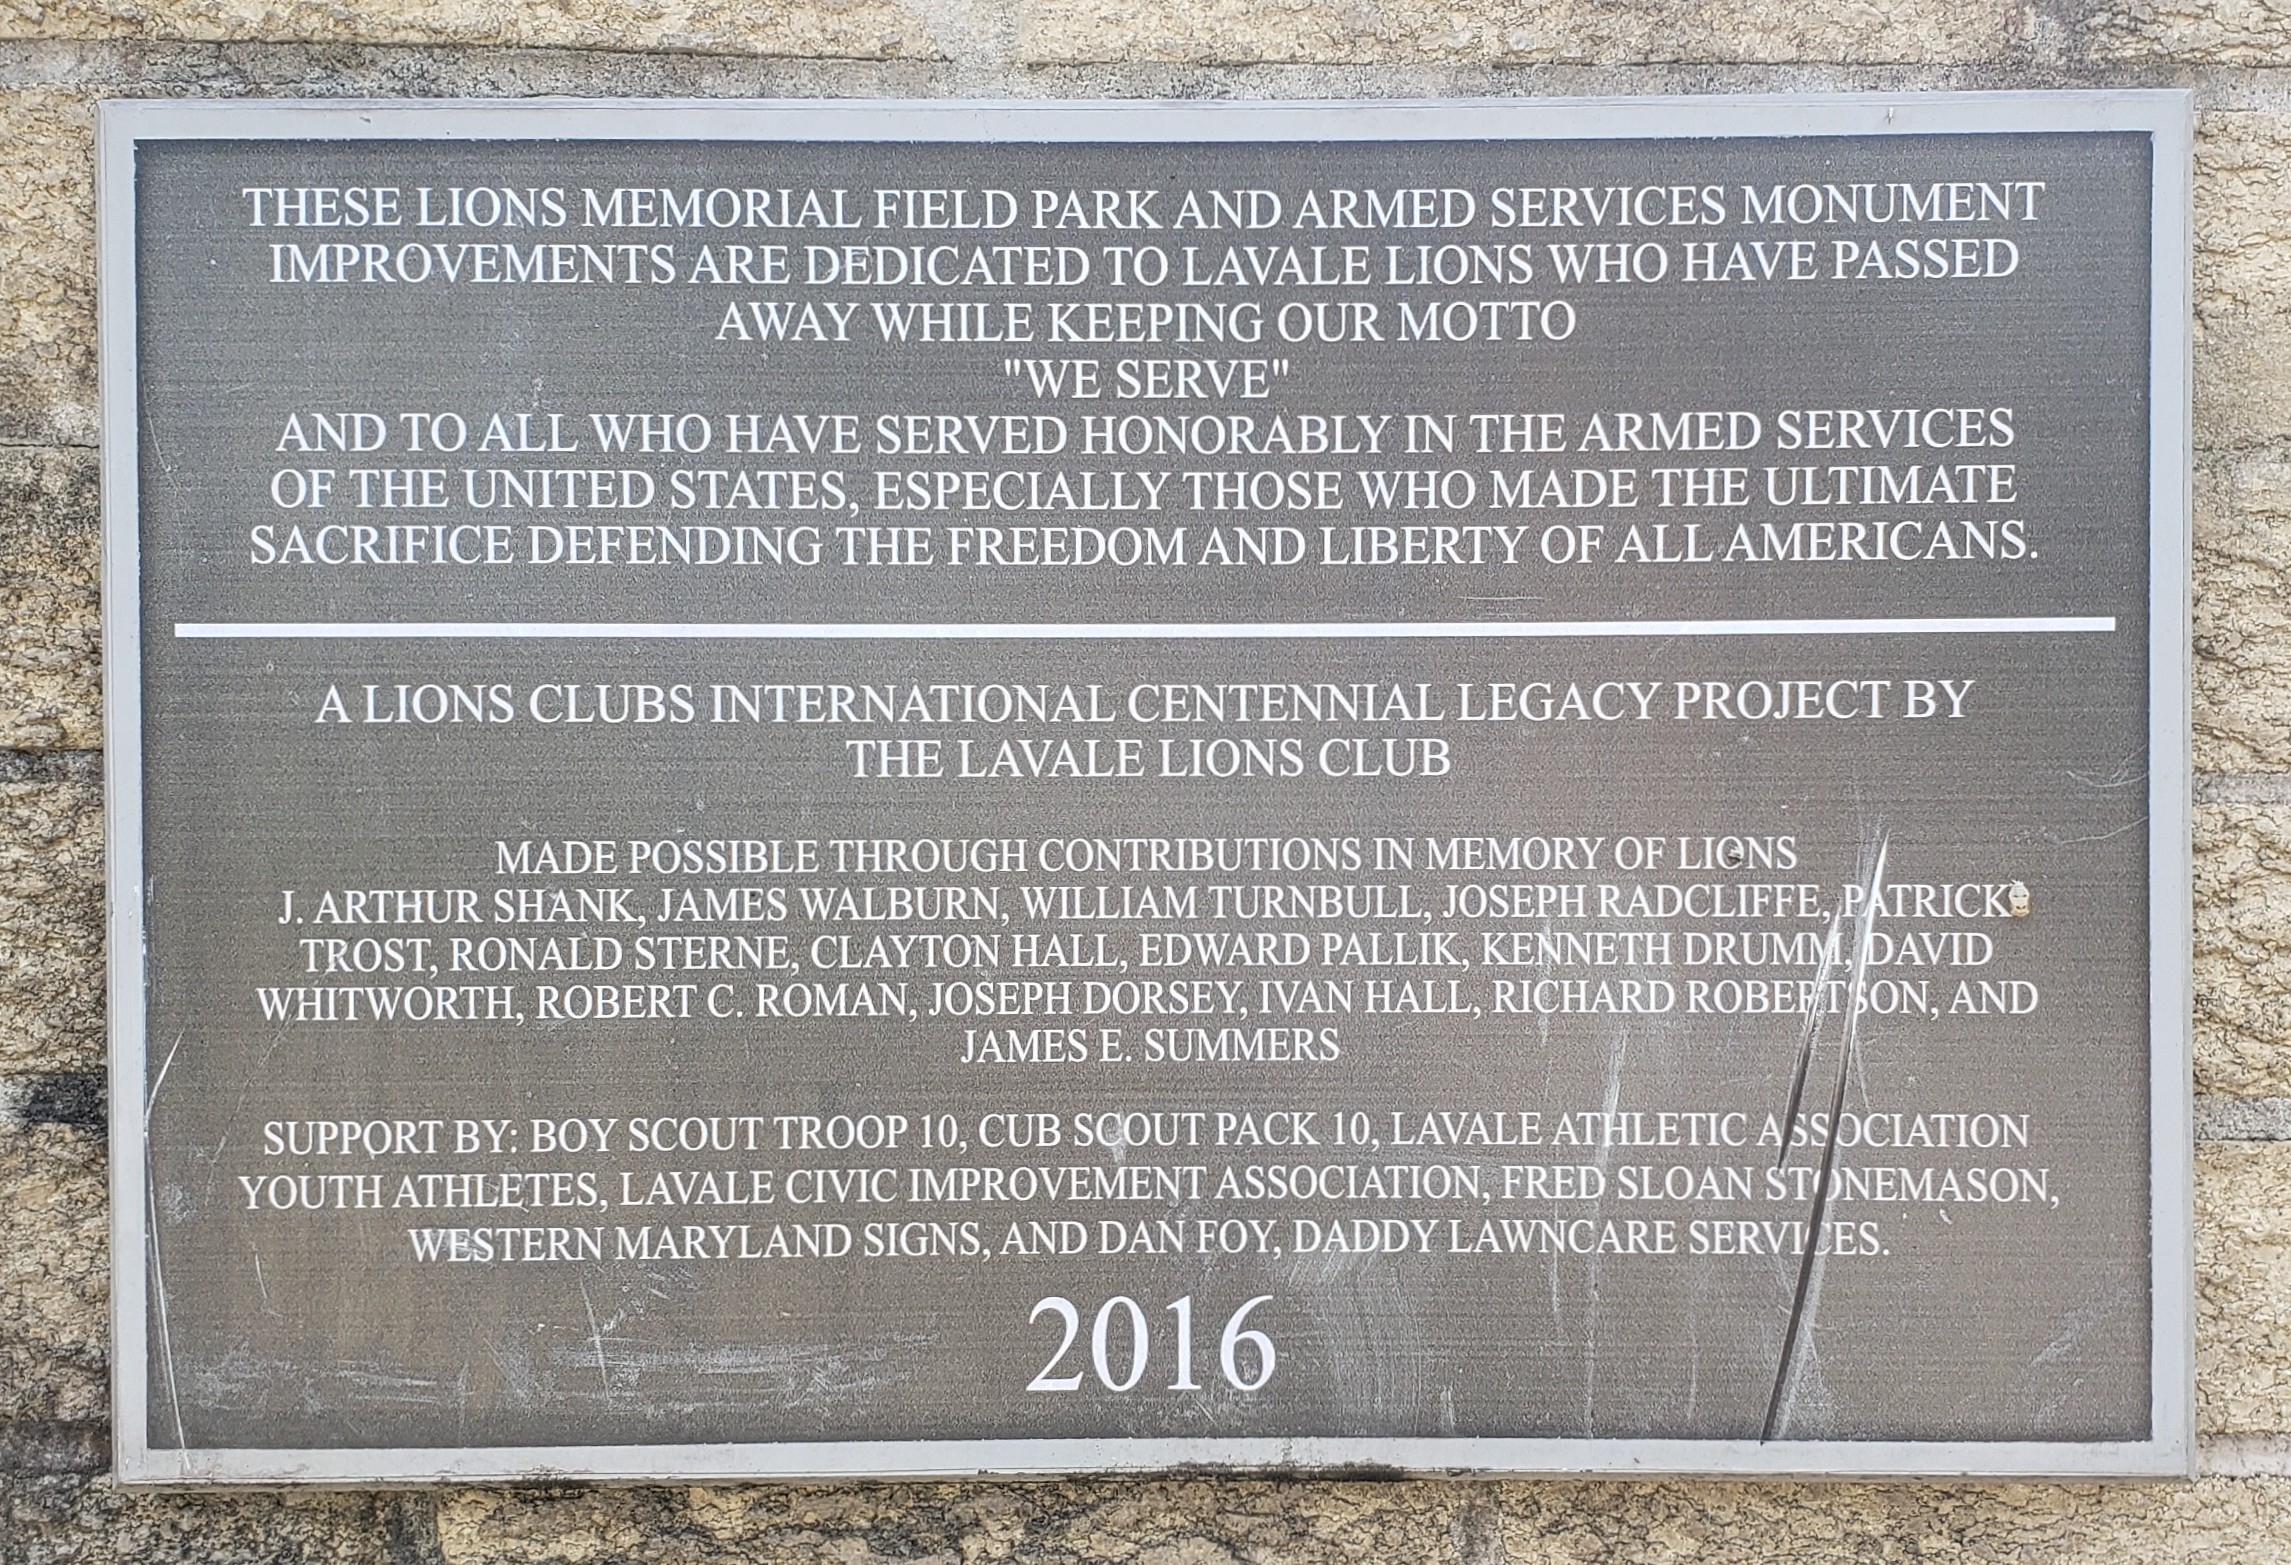 THESE LIONS MEMORIAL FIELD PARK AND ARMED SERVICES MONUMENT
IMPROVEMENTS ARE DEDICATED TO LAVALE LIONS WHO HAVE PASSED
AWAY WHILE KEEPING OUR MOTTO
"WE SERVE"
AND TO ALL WHO HAVE SERVED HONORABLY IN THE ARMED SERVICES
OF THE UNITED STATES, ESPECIALLY THOSE WHO MADE THE ULTIMATE
SACRIFICE DEFENDING THE FREEDOM AND LIBERTY OF ALL AMERICANS.
A LIONS CLUBS INTERNATIONAL CENTENNIAL LEGACY PROJECT BY
THE LAVALE LIONS CLUB
MADE POSSIBLE THROUGH CONTRIBUTIONS IN MEMORY OF LIONS
J. ARTHUR SHANK, JAMES WALBURN, WILLIAM TURNBULL, JOSEPH RADCLIFFE, PATRICK
TROST, RONALD STERNE, CLAYTON HALL, EDWARD PALLIK, KENNETH DRUMM, DAVID
WHITWORTH, ROBERT C. ROMAN, JOSEPH DORSEY, IVAN HALL, RICHARD ROBERTSON, AND
JAMES E. SUMMERS
SUPPORT BY: BOY SCOUT TROOP 10, CUB SCOUT PACK 10, LAVALE ATHLETIC ASSOCIATION
YOUTH ATHLETES, LAVALE CIVIC IMPROVEMENT ASSOCIATION, FRED SLOAN STONEMASON,
WESTERN MARYLAND SIGNS, AND DAN FOY, DADDY LAWNCARE SERVICES.
2016